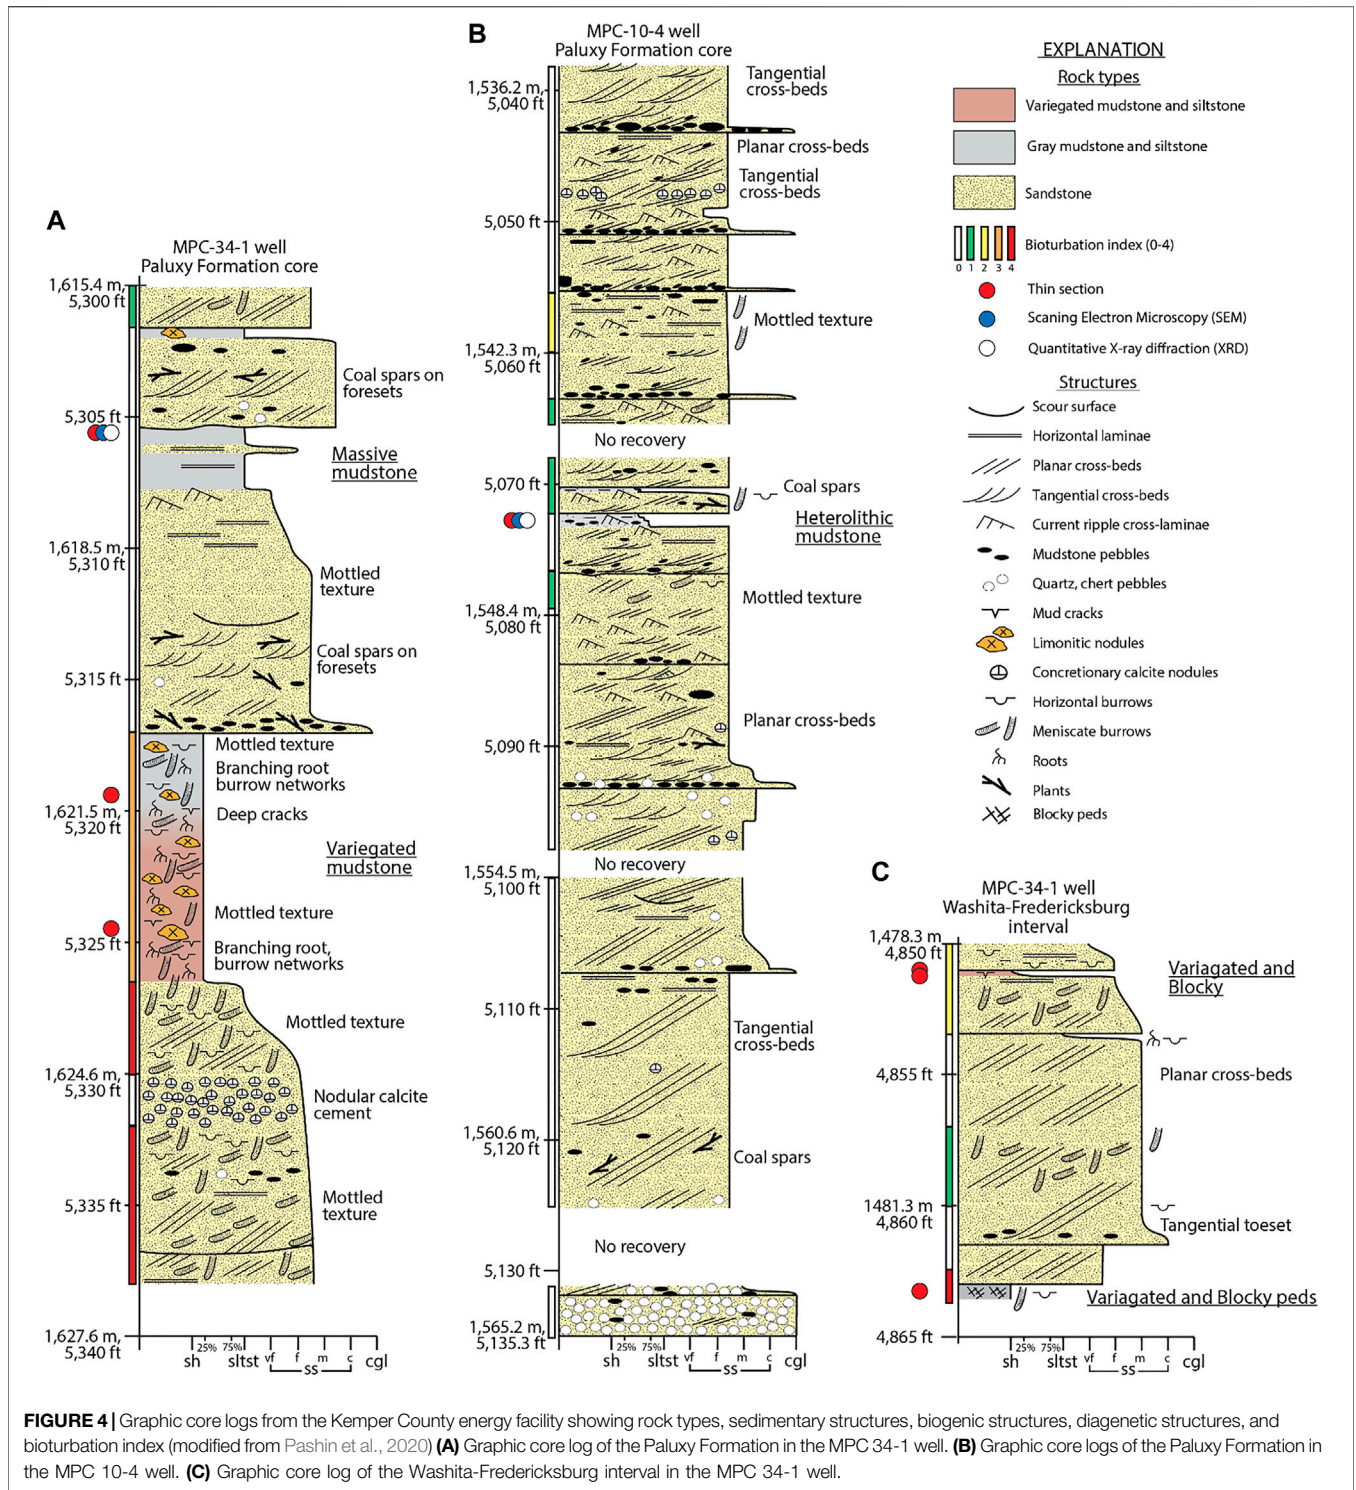 A
MPC-34-1 well
Paluxy Formation core
1,615.4 m,
5,300 ft
5,305 ft
1,618.5 m,
5,310 ft
5,315 ft
1,621.5 m,
5,320 ft
5,325 ft
1,624.6 m,
5,330 ft
5,335 ft
1,627.6 m,
5,340 ft
Coal spars on
foresets
Massive
mudstone
Mottled
texture
Coal spars on
foresets
Mottled texture
Branching root
burrow networks
Deep cracks
Variegated
mudstone
Mottled texture
Branching root,
burrow networks
Mottled texture
Nodular calcite
cement
Mottled
texture
sh 25% 75% sltst vf f m c cgl
ss
B
MPC-10-4 well
Paluxy Formation core
1,536.2 m,
5,040 ft
5,050 ft
1,542.3 m,
5,060 ft
5,070 ft
1,548.4 m,
5,080 ft
5,090 ft
1,554.5 m,
5,100 ft
5,110 ft
1,560.6 m,
5,120 ft
5,130 ft
1,565.2 m,
5,135.3 ft
Tangential
cross-beds
Planar cross-beds
Tangential
cross-beds
Mottled texture
No recovery
Coal spars
Heterolithic
mudstone
Mottled texture
Planar cross-beds
No recovery
Tangential
cross-beds
Coal spars
No recovery
sh 25% 75% sltst vf f m c cgl
ss
EXPLANATION
Rock types
Variegated mudstone and siltstone
Gray mudstone and siltstone
Sandstone
Bioturbation index (0-4)
0 1 2 3 4
Thin section
Scaning Electron Microscopy (SEM)
Quantitative X-ray diffraction (XRD)
Structures
Scour surface
Horizontal laminae
Planar cross-beds
Tangential cross-beds
Current ripple cross-laminae
Mudstone pebbles
Quartz, chert pebbles
Mud cracks
Limonitic nodules
Concretionary calcite nodules
Horizontal burrows
Meniscate burrows
Roots
Plants
Blocky peds
C
MPC-34-1 well
Washita-Fredericksburg
interval
1,478.3 m
4,850 ft
4,855 ft
1481.3 m
4,860 ft
4,865 ft
Variagated and
Blocky
Planar cross-beds
Tangential toeset
Variagated and Blocky peds
sh 25% 75% sltst vf f m c cgl
ss
FIGURE 4 | Graphic core logs from the Kemper County energy facility showing rock types, sedimentary structures, biogenic structures, diagenetic structures, and
bioturbation index (modified from Pashin et al., 2020) (A) Graphic core log of the Paluxy Formation in the MPC 34-1 well. (B) Graphic core logs of the Paluxy Formation in
the MPC 10-4 well. (C) Graphic core log of the Washita-Fredericksburg interval in the MPC 34-1 well.